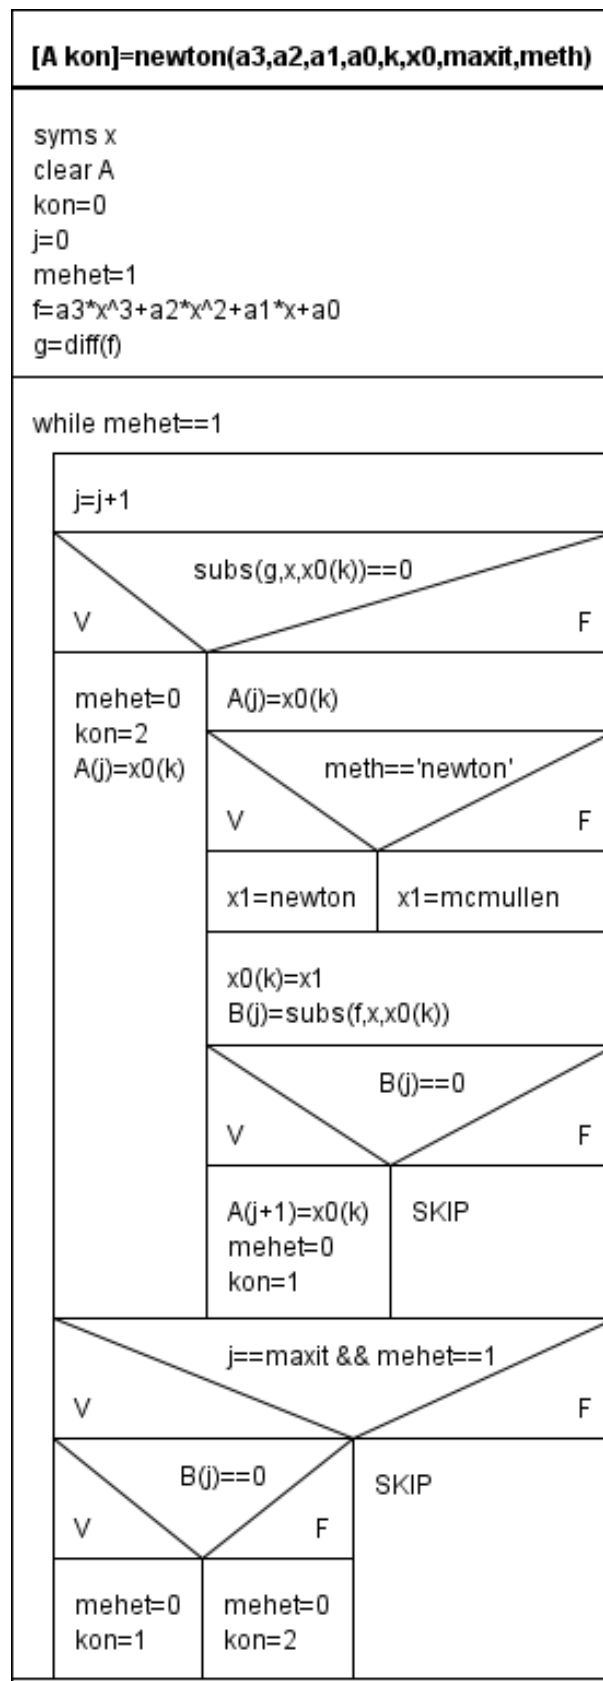 [A kon]=newton(a3,a2,a1,a0,k,x0,maxit,meth)
syms x
clear A
kon=0
j=0
mehet=1
f=a3*x^3+a2*x^2+a1*x+a0
g=diff(f)
while mehet==1
j=j+1
subs(g,x,x0(k))==0
V
F
mehet=0
kon=2
A(j)=x0(k)
A(j)=x0(k)
meth=='newton'
V
F
x1=newton
x1=mcmullen
x0(k)=x1
B(j)=subs(f,x,x0(k))
B(j)==0
V
F
A(j+1)=x0(k)
mehet=0
kon=1
SKIP
j==maxit && mehet==1
V
F
B(j)==0
V
F
SKIP
mehet=0
kon=1
mehet=0
kon=2